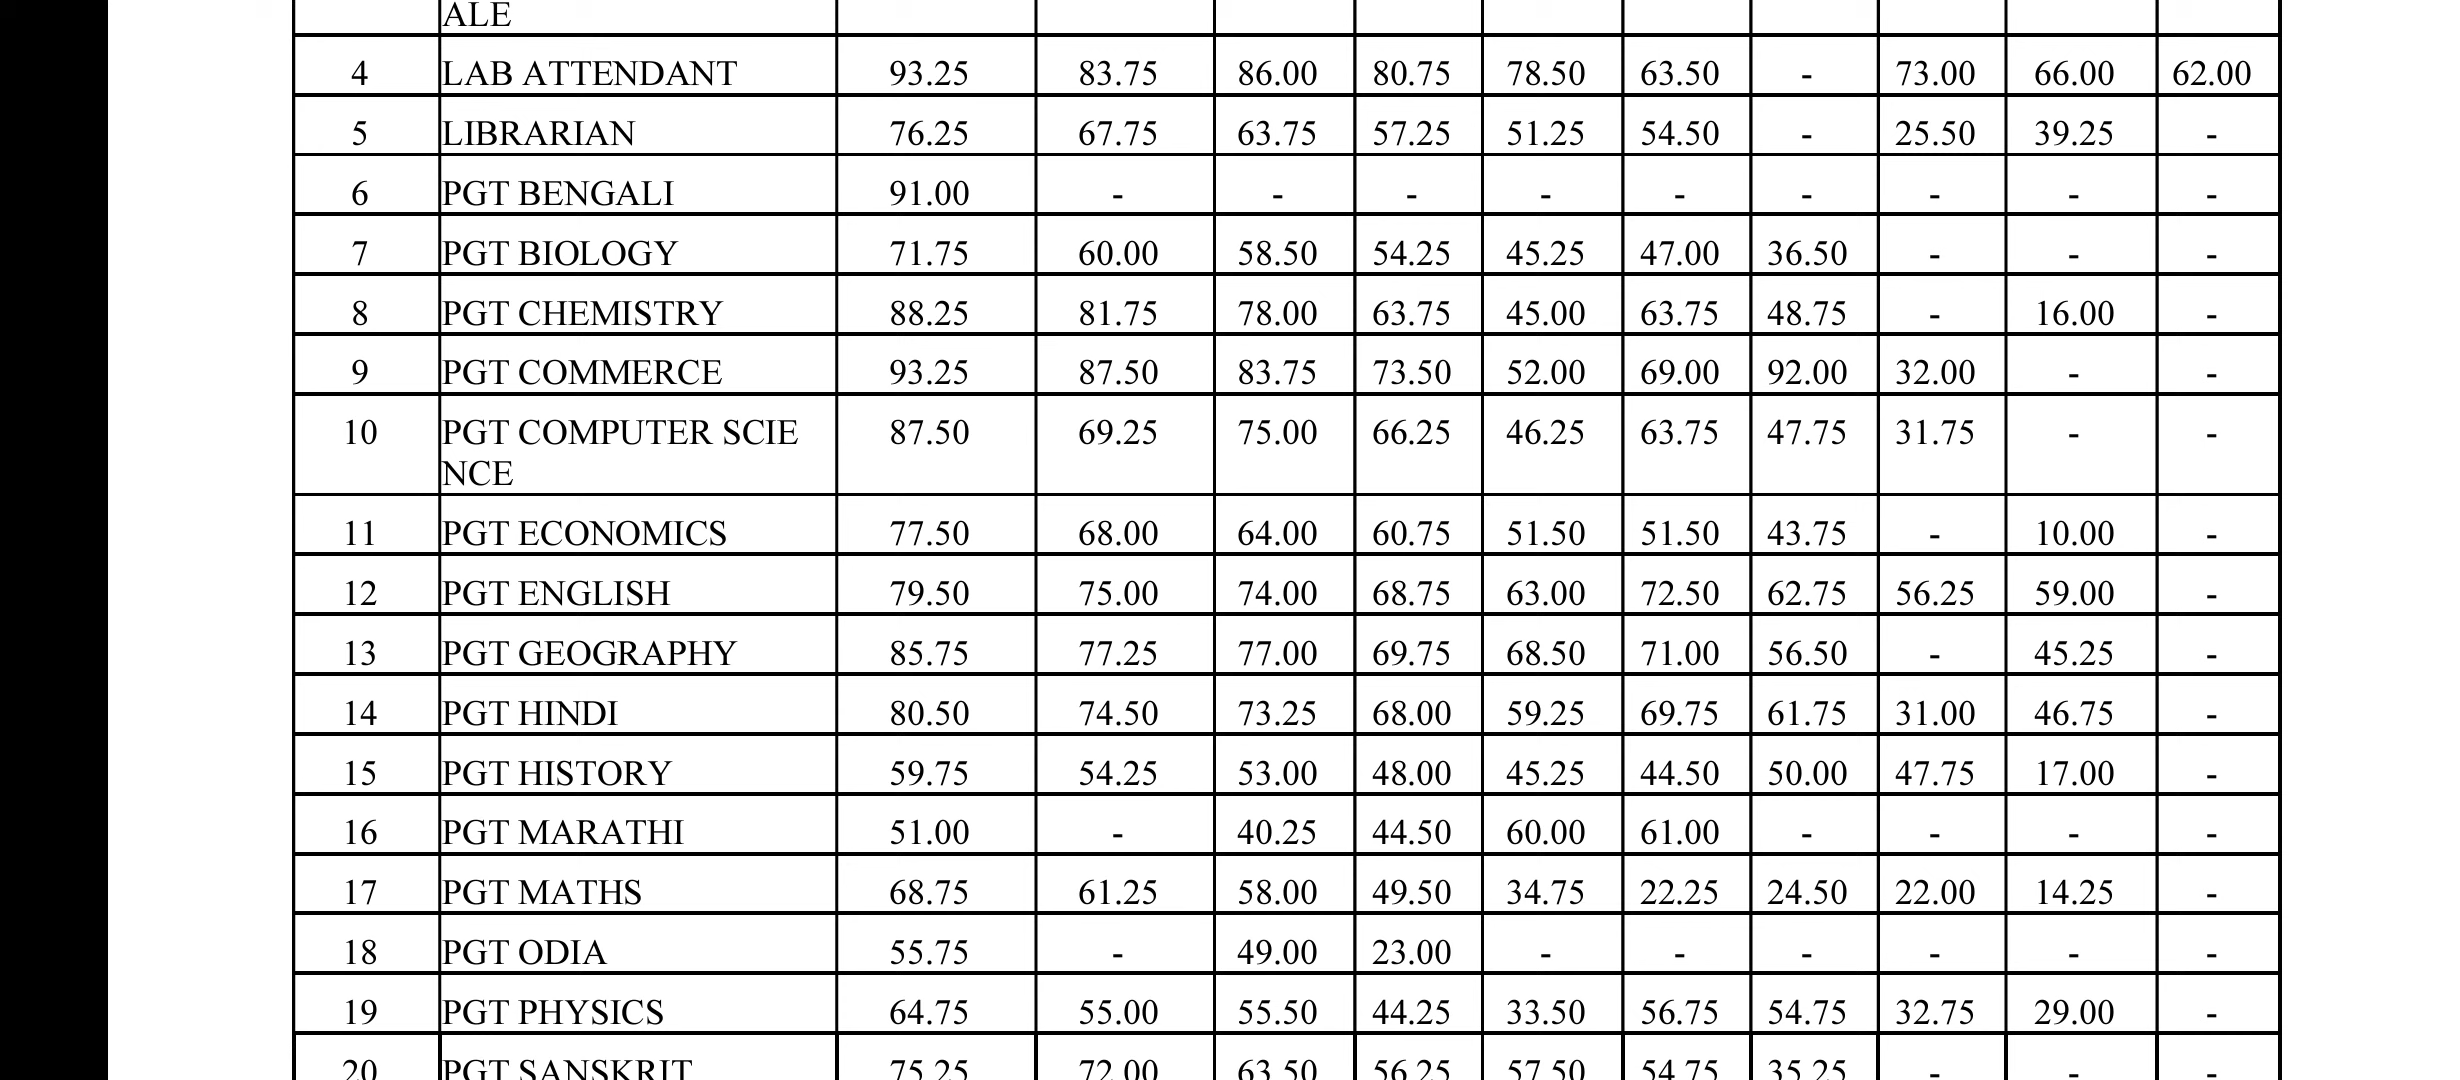 ALE
4 LAB ATTENDANT 93.25 83.75 86.00 80.75 78.50 63.50 - 73.00 66.00 62.00
5 LIBRARIAN 76.25 67.75 63.75 57.25 51.25 54.50 - 25.50 39.25 -
6 PGT BENGALI 91.00 - - - - - - - - -
7 PGT BIOLOGY 71.75 60.00 58.50 54.25 45.25 47.00 36.50 - - -
8 PGT CHEMISTRY 88.25 81.75 78.00 63.75 45.00 63.75 48.75 - 16.00 -
9 PGT COMMERCE 93.25 87.50 83.75 73.50 52.00 69.00 92.00 32.00 - -
10 PGT COMPUTER SCIE 87.50 69.25 75.00 66.25 46.25 63.75 47.75 31.75 - -
NCE
11 PGT ECONOMICS 77.50 68.00 64.00 60.75 51.50 51.50 43.75 - 10.00 -
12 PGT ENGLISH 79.50 75.00 74.00 68.75 63.00 72.50 62.75 56.25 59.00 -
13 PGT GEOGRAPHY 85.75 77.25 77.00 69.75 68.50 71.00 56.50 - 45.25 -
14 PGT HINDI 80.50 74.50 73.25 68.00 59.25 69.75 61.75 31.00 46.75 -
15 PGT HISTORY 59.75 54.25 53.00 48.00 45.25 44.50 50.00 47.75 17.00 -
16 PGT MARATHI 51.00 - 40.25 44.50 60.00 61.00 - - - -
17 PGT MATHS 68.75 61.25 58.00 49.50 34.75 22.25 24.50 22.00 14.25 -
18 PGT ODIA 55.75 - 49.00 23.00 - - - - - -
19 PGT PHYSICS 64.75 55.00 55.50 44.25 33.50 56.75 54.75 32.75 29.00 -
20 PGT SANSKRIT 75.25 72.00 63.50 56.25 57.50 54.75 35.25 - - -